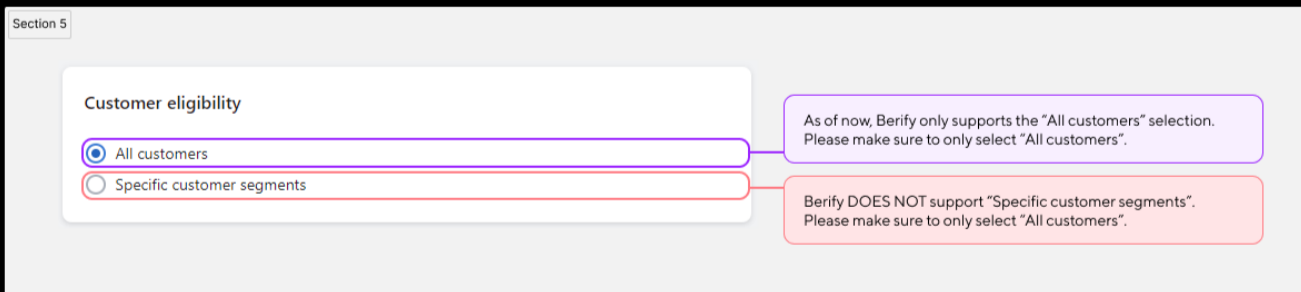 Section 5
Customer eligibility
All customers
Specific customer segments
As of now, Berify only supports the “All customers” selection.
Please make sure to only select “All customers”.
Berify DOES NOT support “Specific customer segments”.
Please make sure to only select “All customers”.